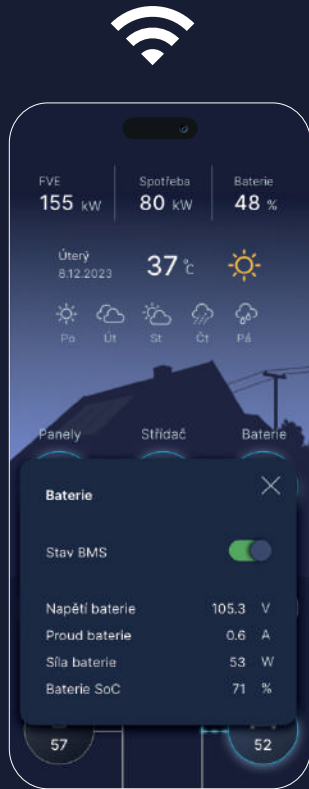 FVE Spotřeba Baterie
155 kW 80 kW 48 %
Úterý
8.12.2023
37 °C
Po Út St Čt Pá
Panely Střídač Baterie
Baterie
Stav BMS
Napětí baterie 105.3 V
Proud baterie 0.6 A
Síla baterie 53 W
Baterie SoC 71 %
57 52